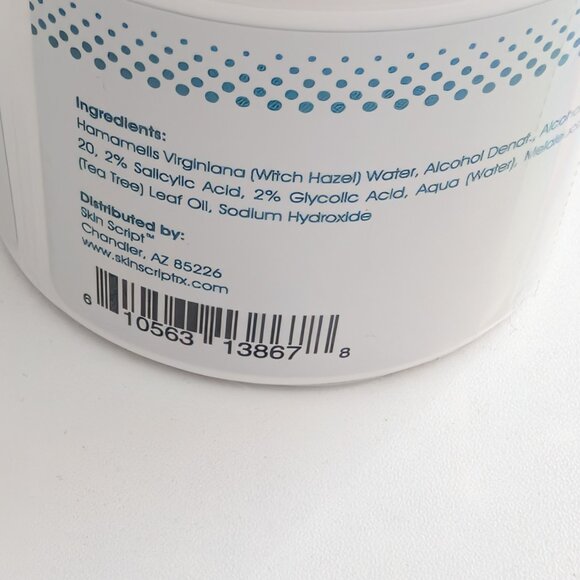 Ingredients:
Hamamelis Virginiana (Witch Hazel) Water, Alcohol Denat., Alcohol
20, 2% Salicylic Acid, 2% Glycolic Acid, Aqua (Water),
(Tea Tree) Leaf Oil, Sodium Hydroxide
Distributed by:
Skin Script™
Chandler, AZ 85226
www.skinscriptrx.com
6 10563 13867 8